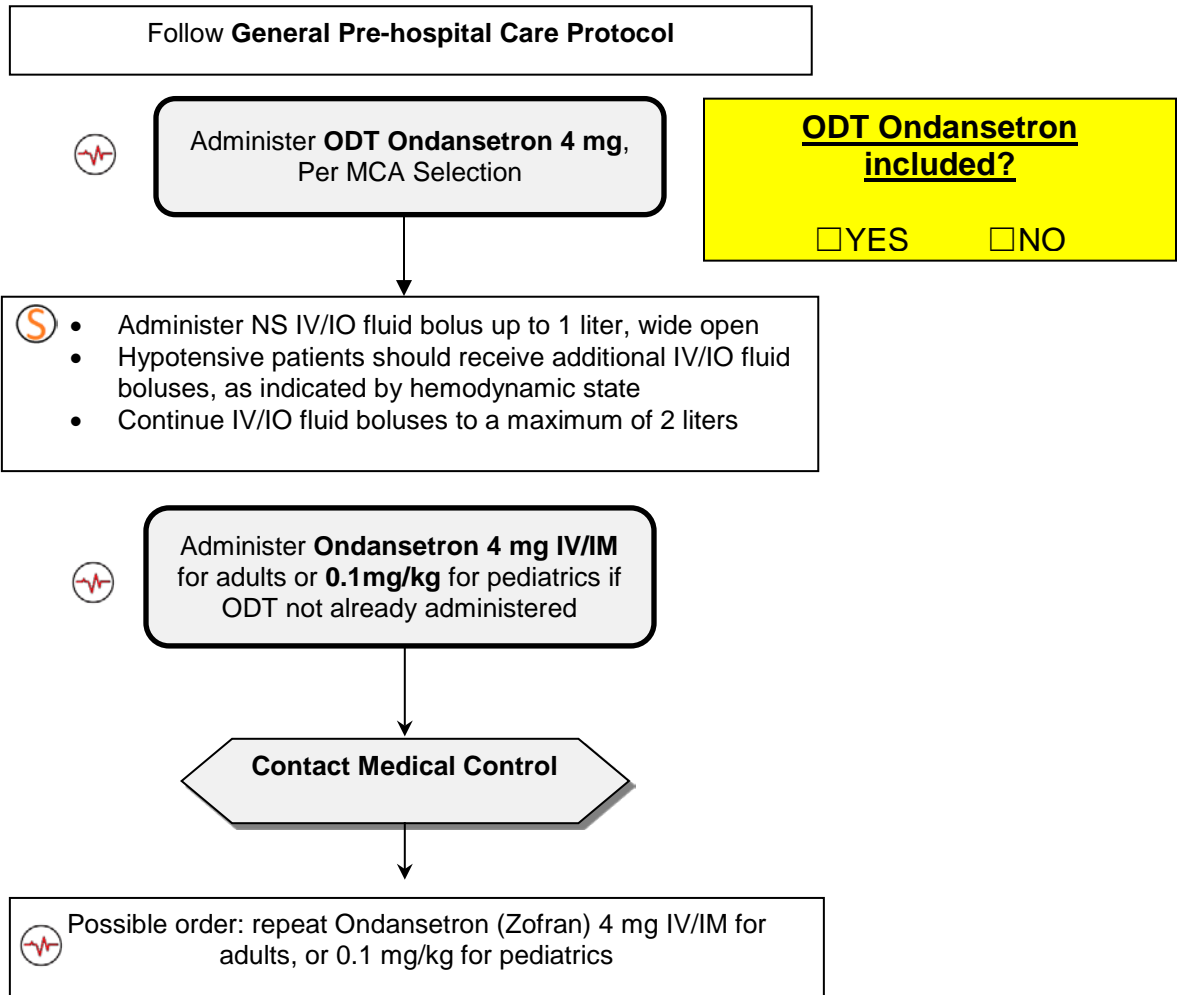 Follow General Pre-hospital Care Protocol
Administer ODT Ondansetron 4 mg,
Per MCA Selection
ODT Ondansetron
included?
☐YES ☐NO
S
• Administer NS IV/IO fluid bolus up to 1 liter, wide open
• Hypotensive patients should receive additional IV/IO fluid
boluses, as indicated by hemodynamic state
• Continue IV/IO fluid boluses to a maximum of 2 liters
Administer Ondansetron 4 mg IV/IM
for adults or 0.1mg/kg for pediatrics if
ODT not already administered
Contact Medical Control
Possible order: repeat Ondansetron (Zofran) 4 mg IV/IM for
adults, or 0.1 mg/kg for pediatrics